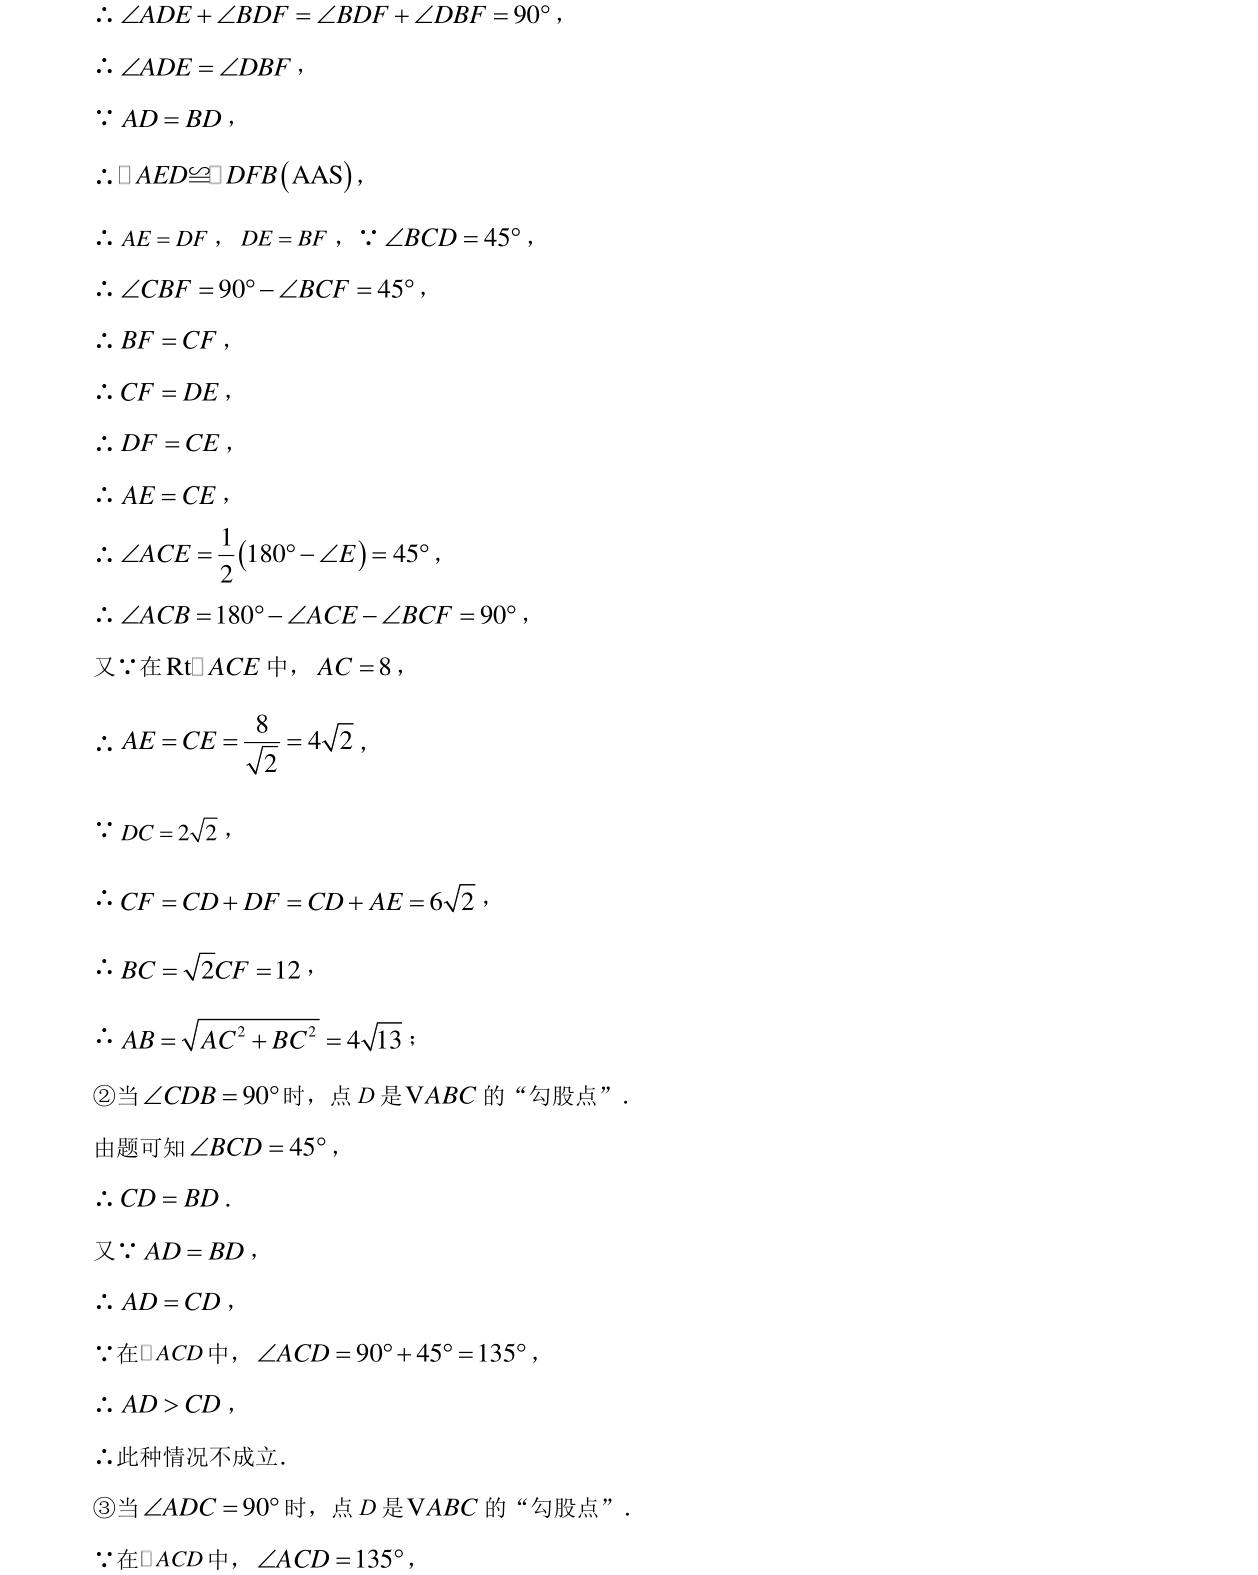 ∴∠ADE+∠BDF=∠BDF+∠DBF=90°，
∴∠ADE=∠DBF，
∵AD=BD，
∴□AED≌□DFB(AAS)，
∴AE=DF，DE=BF，∵∠BCD=45°，
∴∠CBF=90°−∠BCF=45°，
∴BF=CF，
∴CF=DE，
∴DF=CE，
∴AE=CE，
∴∠ACE=1/2(180°−∠E)=45°，
∴∠ACB=180°−∠ACE−∠BCF=90°，
又∵在Rt□ACE中，AC=8，
∴AE=CE=8/√2=4√2，
∵DC=2√2，
∴CF=CD+DF=CD+AE=6√2，
∴BC=√2CF=12，
∴AB=√(AC²+BC²)=4√13；
②当∠CDB=90°时，点D是VABC的“勾股点”．
由题可知∠BCD=45°，
∴CD=BD．
又∵AD=BD，
∴AD=CD，
∵在□ACD中，∠ACD=90°+45°=135°，
∴AD>CD，
∴此种情况不成立．
③当∠ADC=90°时，点D是VABC的“勾股点”．
∵在□ACD中，∠ACD=135°，